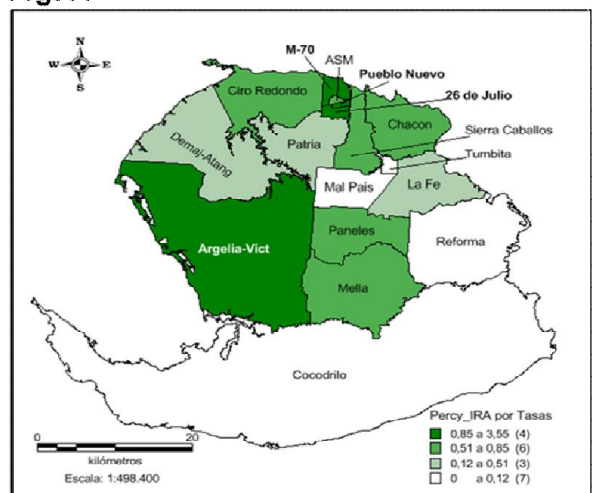 N
W E
S
M-70
ASM
Pueblo Nuevo
Ciro Redondo
26 de Julio
Chacon
Sierra Caballos
Demaj-Atang
Patria
Tumbita
Mal Pais
La Fe
Paneles
Reforma
Argelia-Vict
Mella
Cocodrilo
Percy_IRA por Tasas
0,85 a 3,55 (4)
0,51 a 0,85 (6)
0,12 a 0,51 (3)
0 a 0,12 (7)
0 20
kilómetros
Escala: 1:498.400